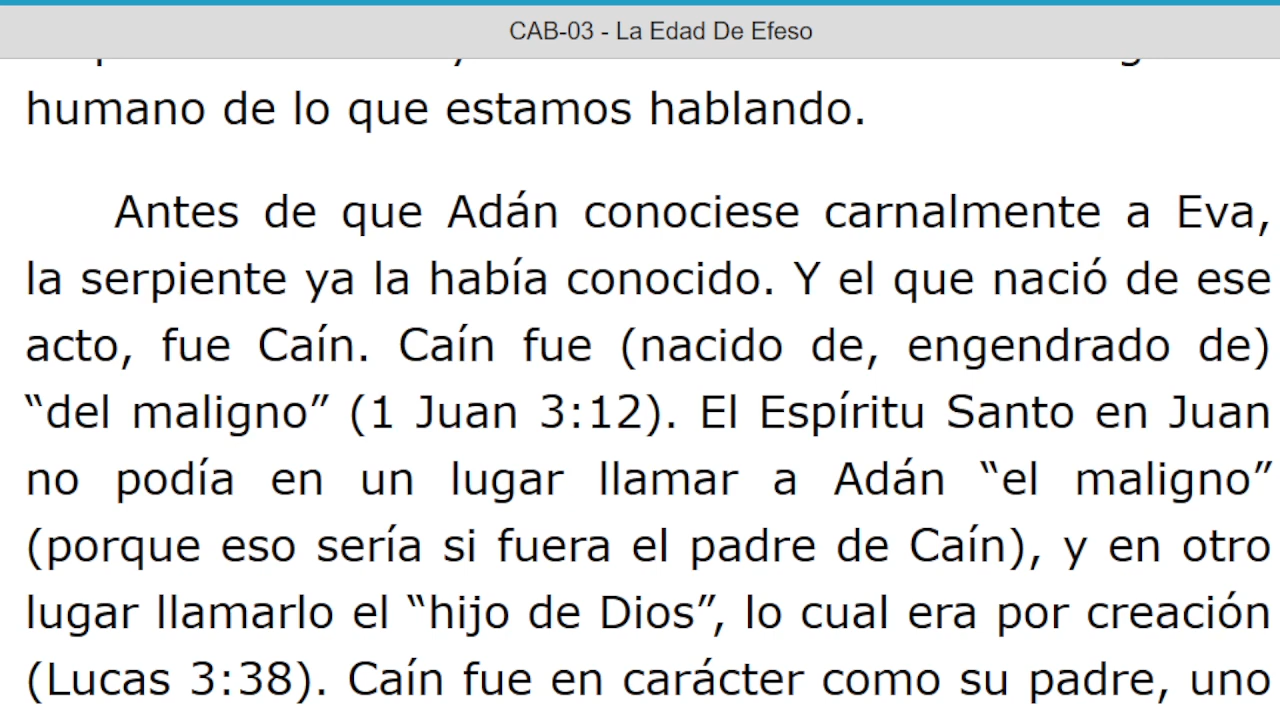 CAB-03 - La Edad De Efeso
humano de lo que estamos hablando.
Antes de que Adán conociese carnalmente a Eva,
la serpiente ya la había conocido. Y el que nació de ese
acto, fue Caín. Caín fue (nacido de, engendrado de)
“del maligno” (1 Juan 3:12). El Espíritu Santo en Juan
no podía en un lugar llamar a Adán “el maligno”
(porque eso sería si fuera el padre de Caín), y en otro
lugar llamarlo el “hijo de Dios”, lo cual era por creación
(Lucas 3:38). Caín fue en carácter como su padre, uno